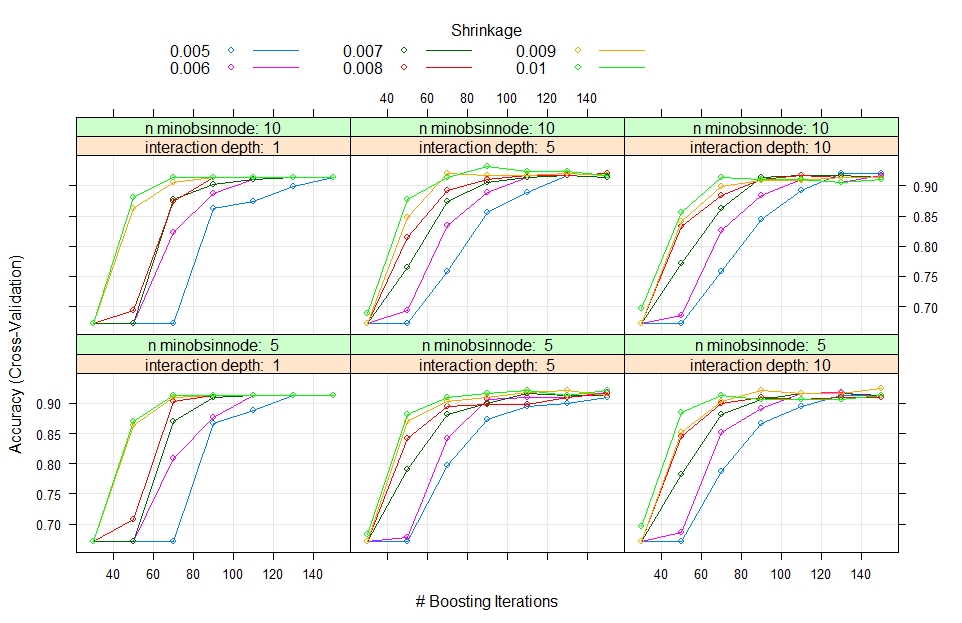 Shrinkage
0.005 0.007 0.009
0.006 0.008 0.01
40 60 80 100 120 140
n minobsinnode: 10 n minobsinnode: 10 n minobsinnode: 10
interaction depth: 1 interaction depth: 5 interaction depth: 10
0.90
0.85
0.80
0.75
0.70
n minobsinnode: 5 n minobsinnode: 5 n minobsinnode: 5
interaction depth: 1 interaction depth: 5 interaction depth: 10
Accuracy (Cross-Validation)
0.90
0.85
0.80
0.75
0.70
40 60 80 100 120 140 40 60 80 100 120 140
# Boosting Iterations